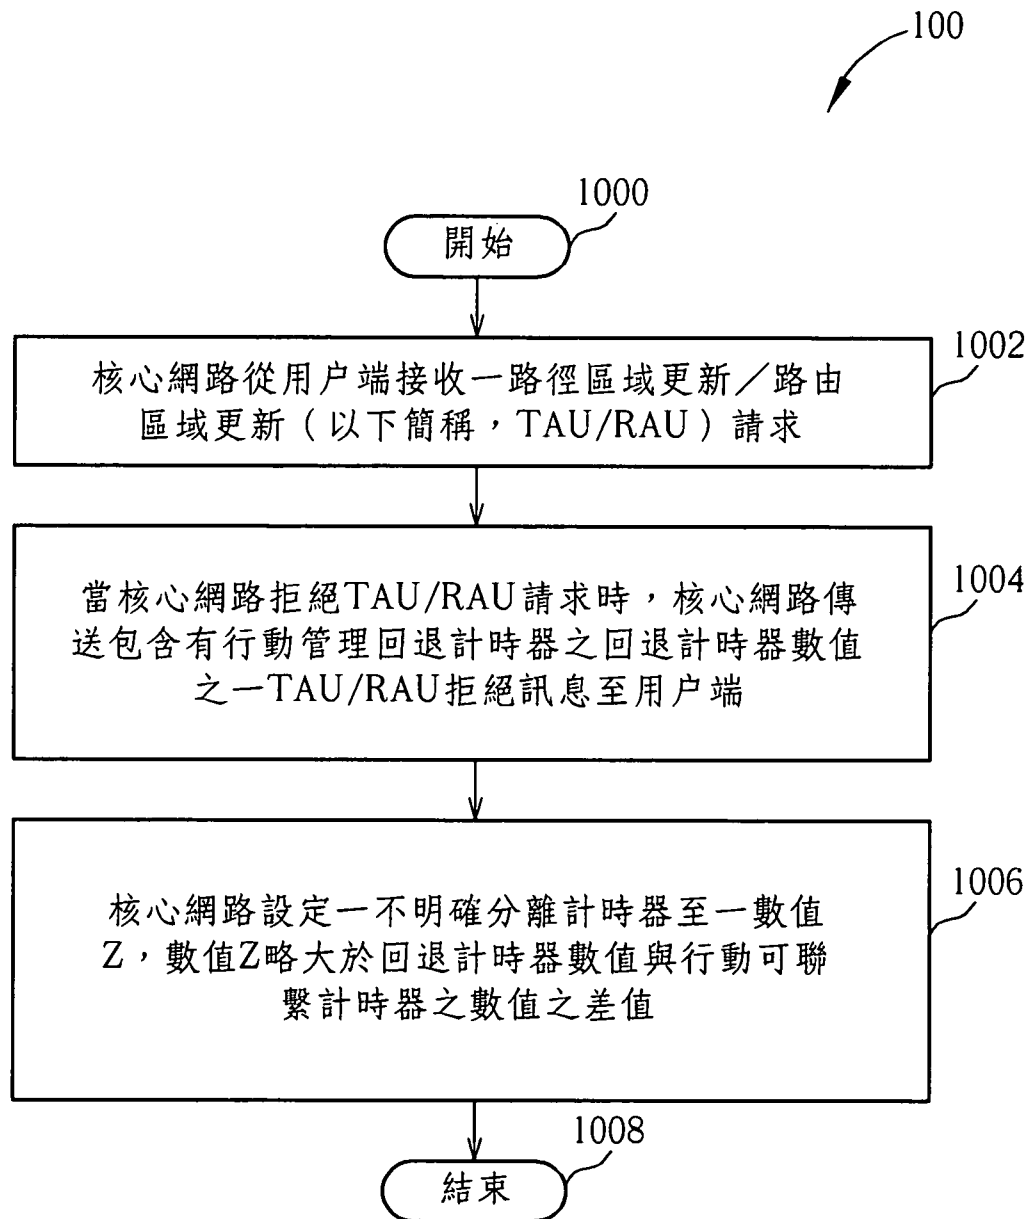 100
1000
開始
1002
核心網路從用户端接收一路徑區域更新／路由
區域更新（以下簡稱，TAU/RAU）請求
1004
當核心網路拒絕TAU/RAU請求時，核心網路傳
送包含有行動管理回退計時器之回退計時器數值
之一TAU/RAU拒絕訊息至用户端
1006
核心網路設定一不明確分離計時器至一數值
Z，數值Z略大於回退計時器數值與行動可聯
繫計時器之數值之差值
1008
結束